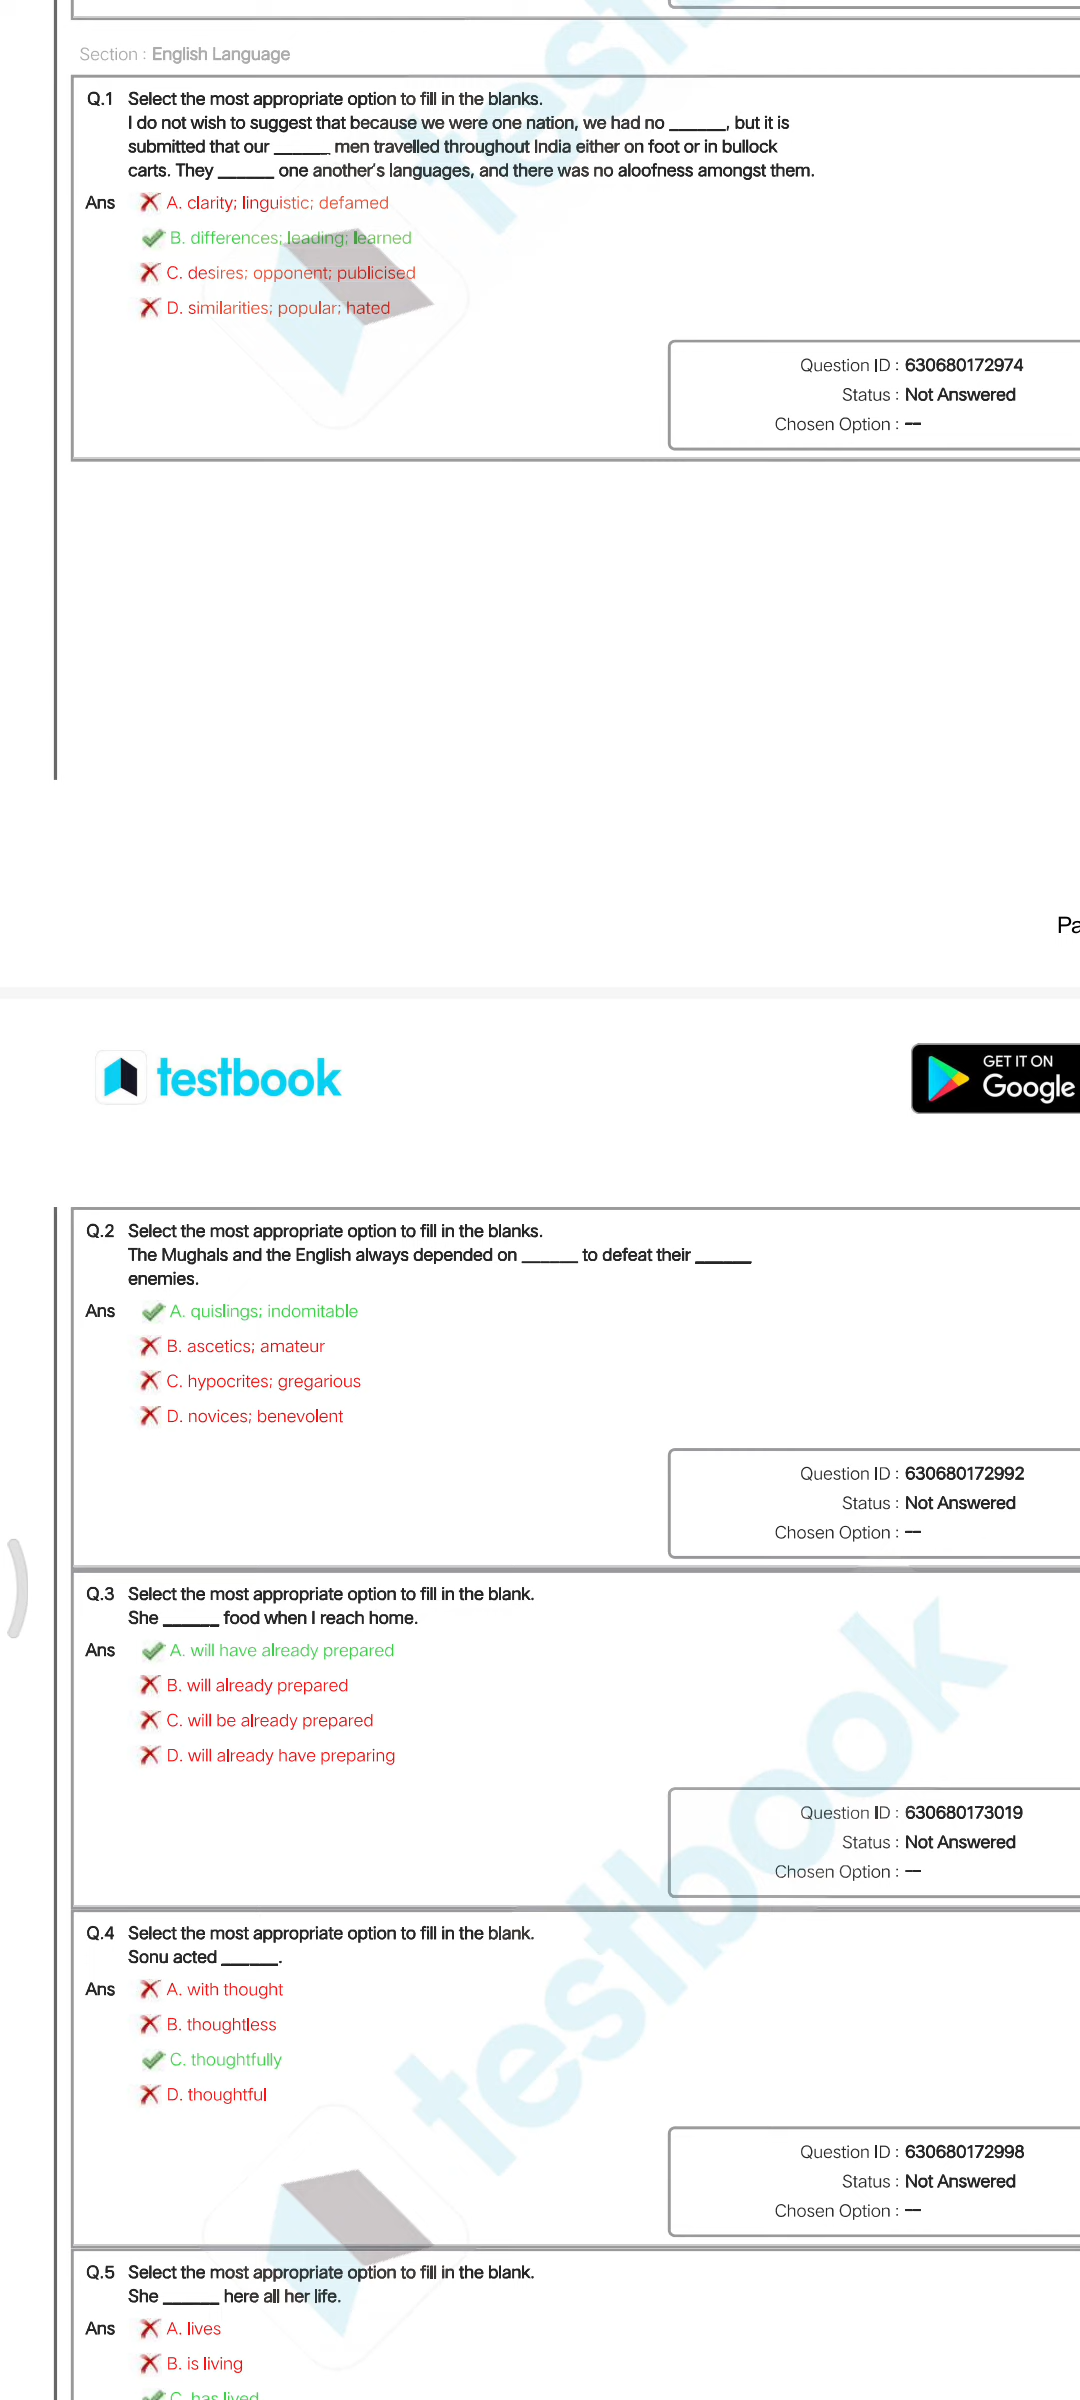 Section : English Language
Q.1 Select the most appropriate option to fill in the blanks.
I do not wish to suggest that because we were one nation, we had no ______, but it is
submitted that our ______ men travelled throughout India either on foot or in bullock
carts. They ______ one another's languages, and there was no aloofness amongst them.
Ans A. clarity; linguistic; defamed
B. differences; leading; learned
C. desires; opponent; publicised
D. similarities; popular; hated
Question ID : 630680172974
Status : Not Answered
Chosen Option : --
Pa
testbook
GET IT ON
Google
Q.2 Select the most appropriate option to fill in the blanks.
The Mughals and the English always depended on ______ to defeat their ______
enemies.
Ans A. quislings; indomitable
B. ascetics; amateur
C. hypocrites; gregarious
D. novices; benevolent
Question ID : 630680172992
Status : Not Answered
Chosen Option : --
Q.3 Select the most appropriate option to fill in the blank.
She ______ food when I reach home.
Ans A. will have already prepared
B. will already prepared
C. will be already prepared
D. will already have preparing
Question ID : 630680173019
Status : Not Answered
Chosen Option : --
testbook
Q.4 Select the most appropriate option to fill in the blank.
Sonu acted ______.
Ans A. with thought
B. thoughtless
C. thoughtfully
D. thoughtful
Question ID : 630680172998
Status : Not Answered
Chosen Option : --
Q.5 Select the most appropriate option to fill in the blank.
She ______ here all her life.
Ans A. lives
B. is living
C. has lived